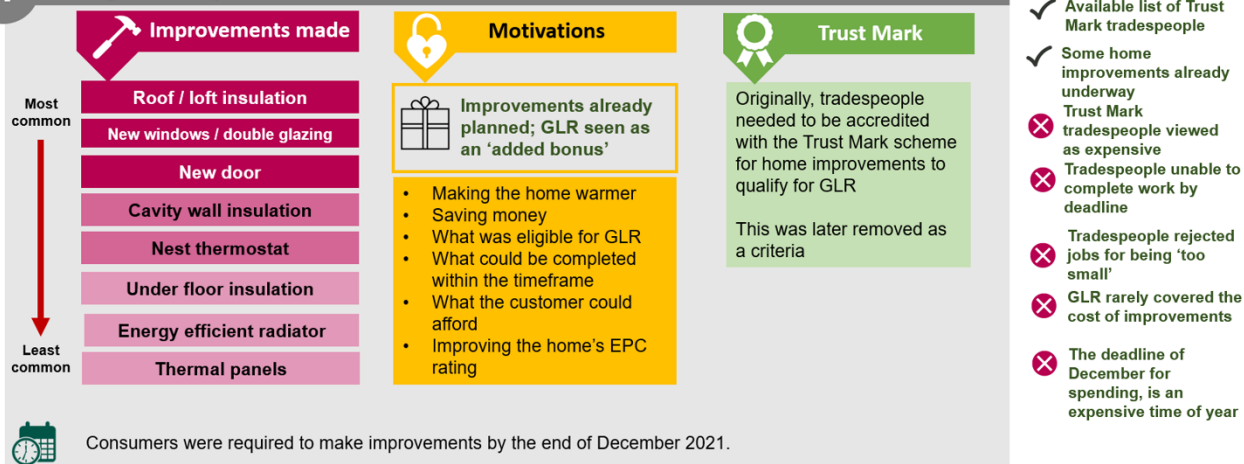 Improvements made
Most
common
Roof / loft insulation
New windows / double glazing
New door
Cavity wall insulation
Nest thermostat
Under floor insulation
Energy efficient radiator
Thermal panels
Least
common
Motivations
Improvements already
planned; GLR seen as
an ‘added bonus’
• Making the home warmer
• Saving money
• What was eligible for GLR
• What could be completed
within the timeframe
• What the customer could
afford
• Improving the home’s EPC
rating
Trust Mark
Originally, tradespeople
needed to be accredited
with the Trust Mark scheme
for home improvements to
qualify for GLR
This was later removed as
a criteria
Available list of Trust
Mark tradespeople
Some home
improvements already
underway
Trust Mark
tradespeople viewed
as expensive
Tradespeople unable to
complete work by
deadline
Tradespeople rejected
jobs for being ‘too
small’
GLR rarely covered the
cost of improvements
The deadline of
December for
spending, is an
expensive time of year
Consumers were required to make improvements by the end of December 2021.